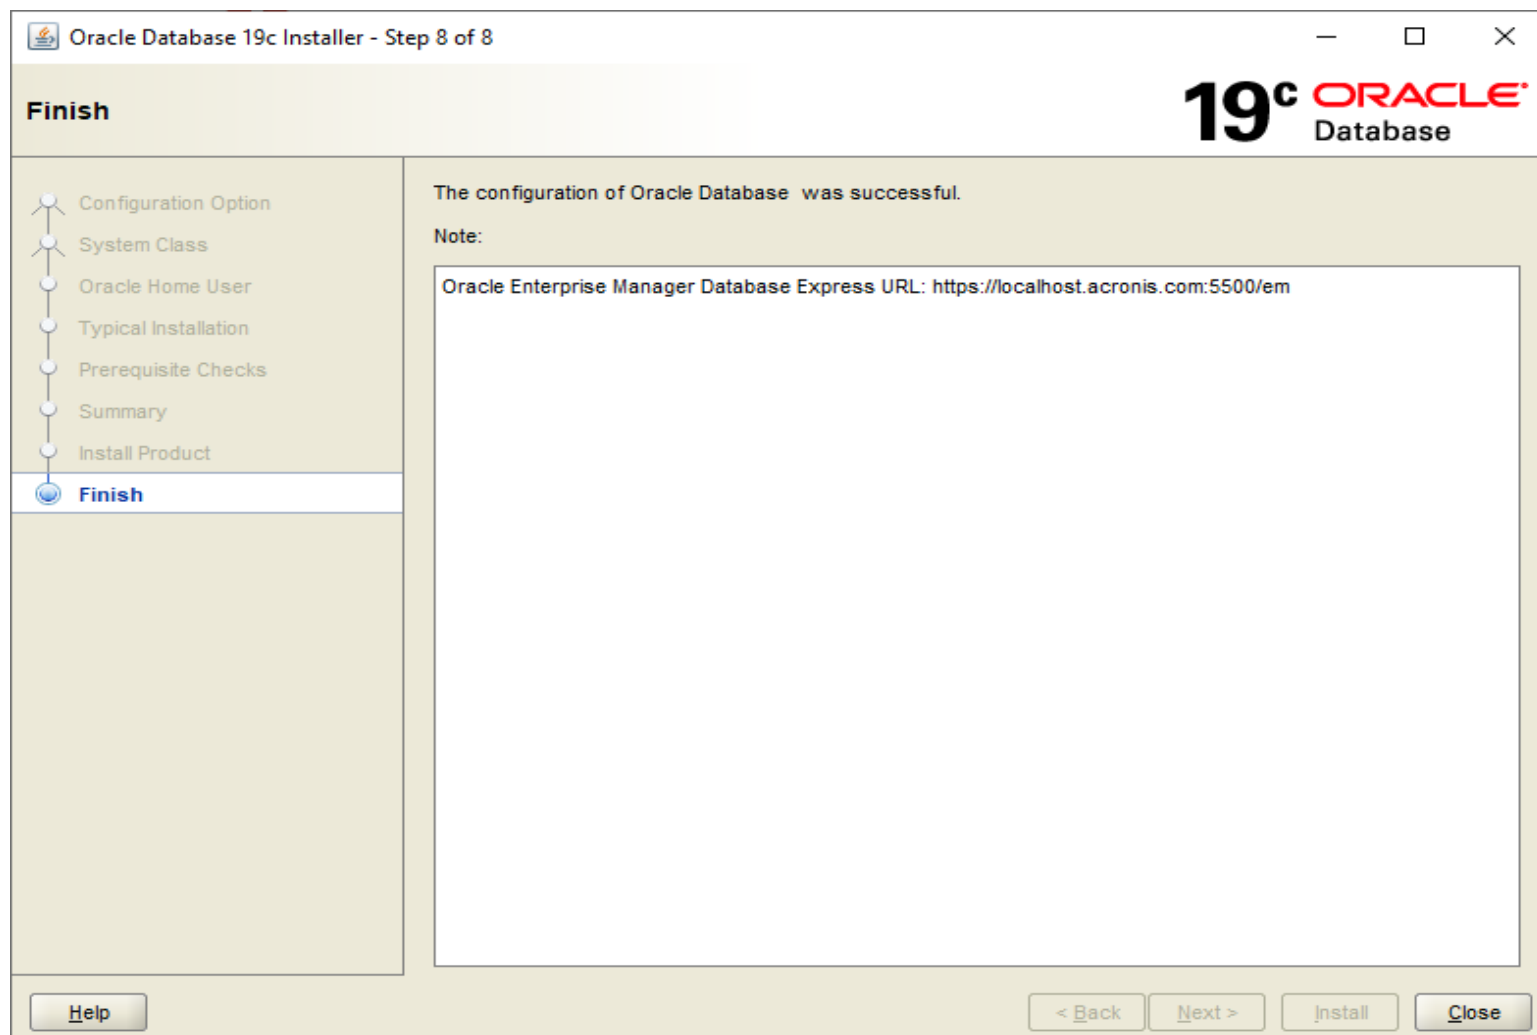 Oracle Database 19c Installer - Step 8 of 8
Finish
19c ORACLE
Database
Configuration Option
System Class
Oracle Home User
Typical Installation
Prerequisite Checks
Summary
Install Product
Finish
The configuration of Oracle Database  was successful.
Note:
Oracle Enterprise Manager Database Express URL: https://localhost.acronis.com:5500/em
Help
< Back
Next >
Install
Close